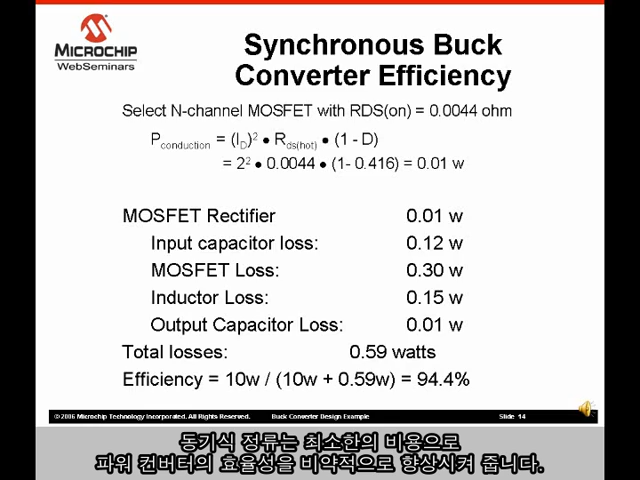 MICROCHIP
WebSeminars
Synchronous Buck
Converter Efficiency
Select N-channel MOSFET with RDS(on) = 0.0044 ohm
Pconduction = (ID)² • Rds(hot) • (1 - D)
= 2² • 0.0044 • (1- 0.416) = 0.01 w
MOSFET Rectifier 0.01 w
Input capacitor loss: 0.12 w
MOSFET Loss: 0.30 w
Inductor Loss: 0.15 w
Output Capacitor Loss: 0.01 w
Total losses: 0.59 watts
Efficiency = 10w / (10w + 0.59w) = 94.4%
© 2006 Microchip Technology Incorporated. All Rights Reserved. Buck Converter Design Example Slide 14
동기식 정류는 최소한의 비용으로
파워 컨버터의 효율성을 비약적으로 향상시켜 줍니다.